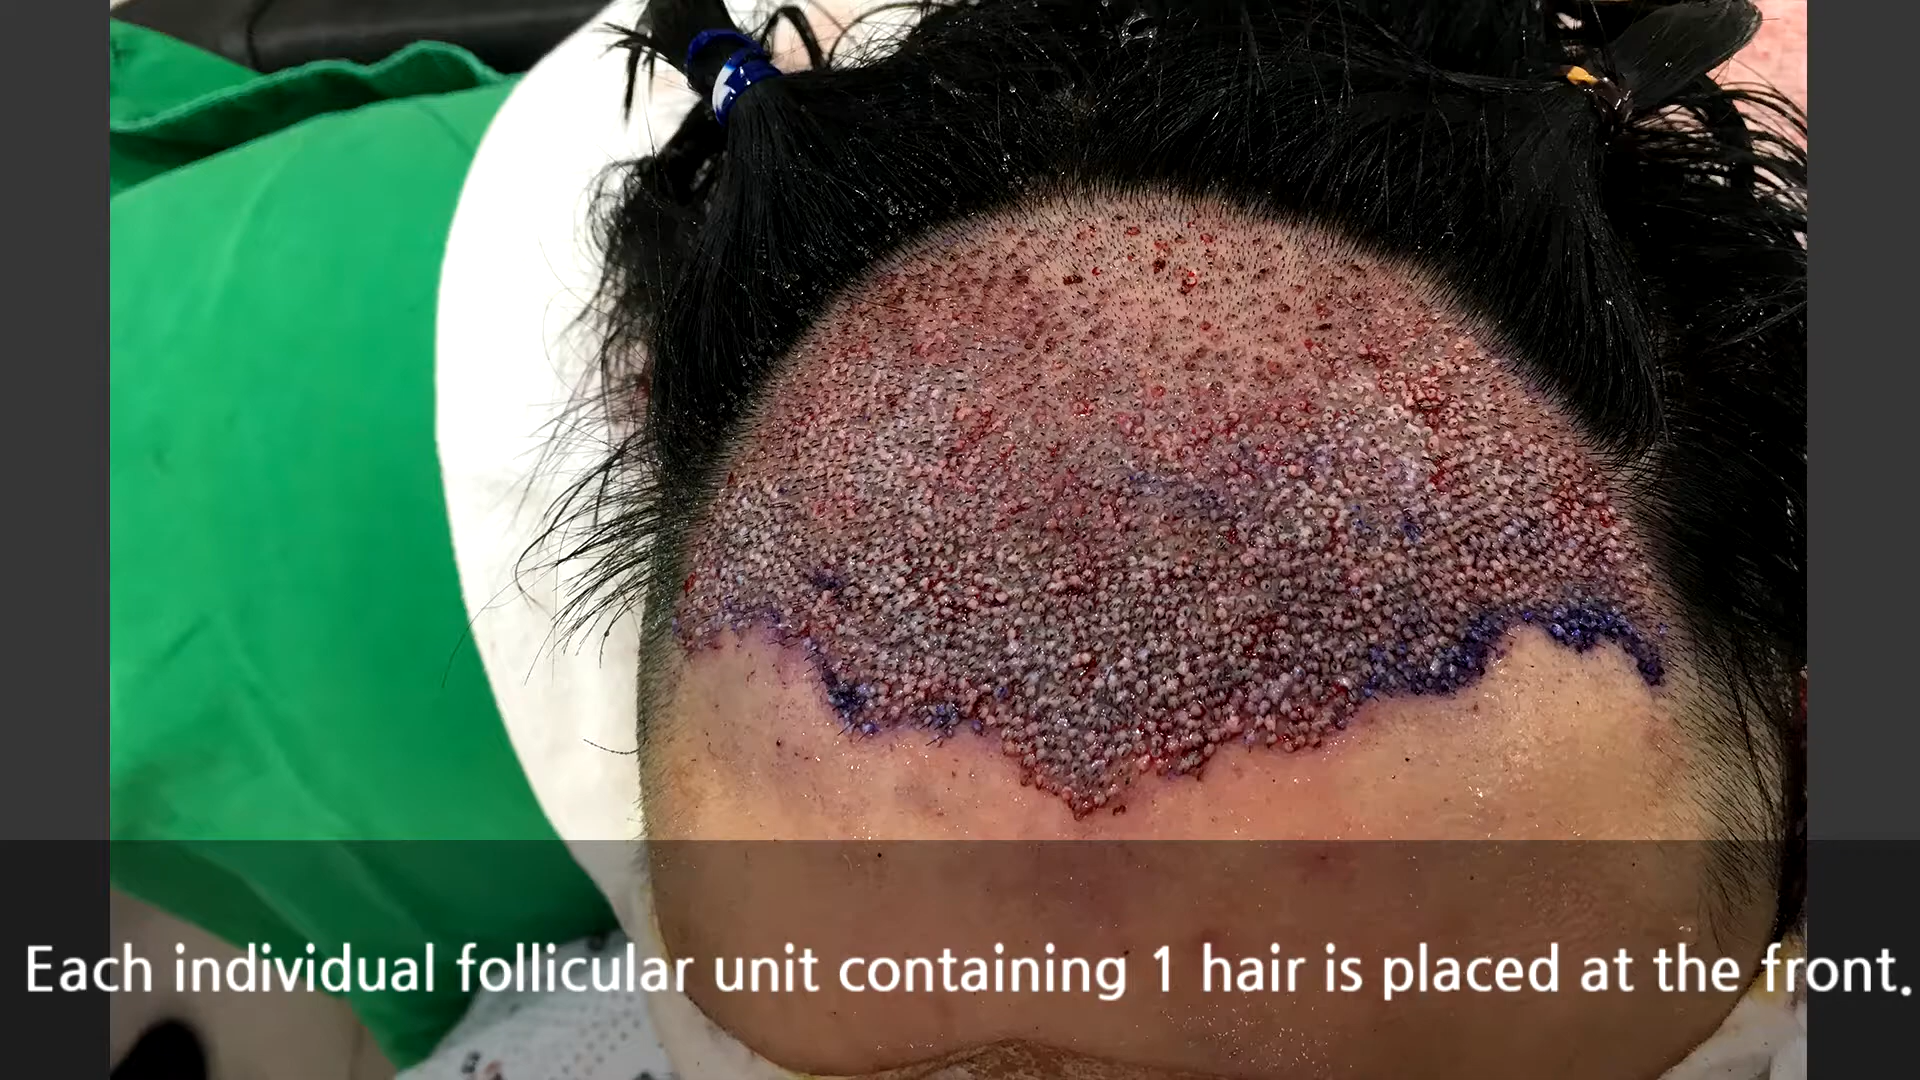 Each individual follicular unit containing 1 hair is placed at the front.